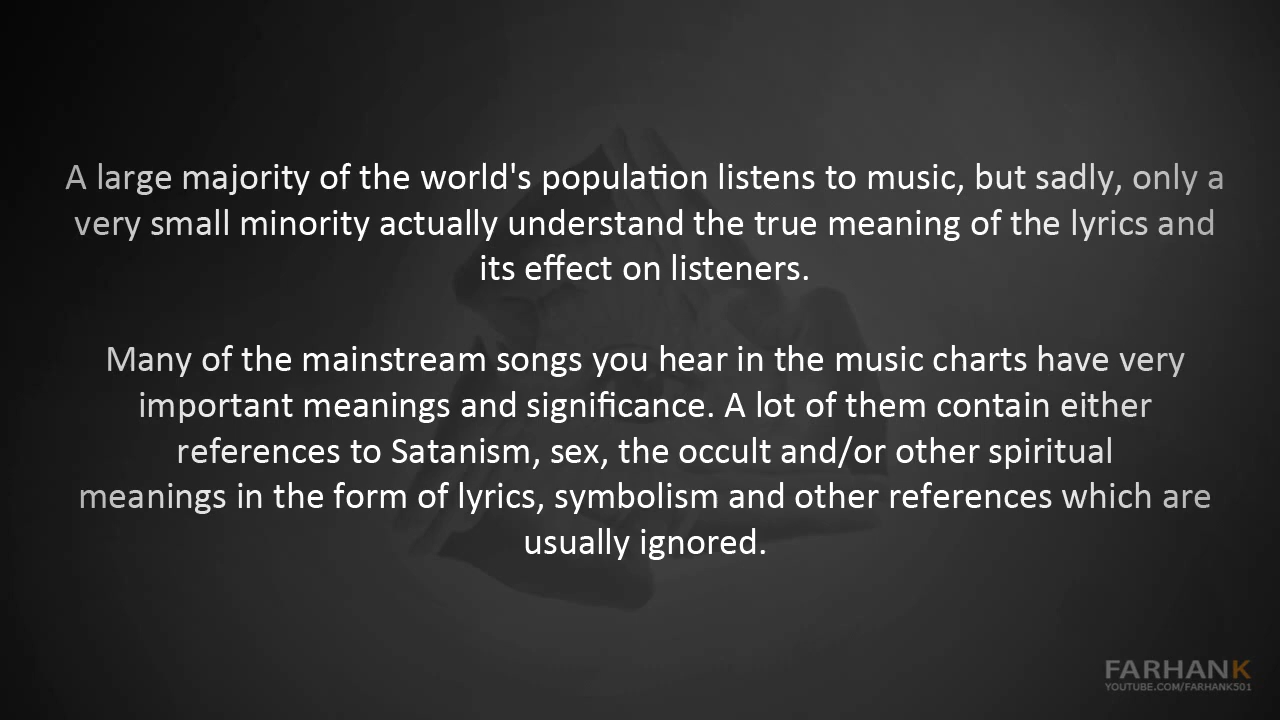 A large majority of the world's population listens to music, but sadly, only a
very small minority actually understand the true meaning of the lyrics and
its effect on listeners.
Many of the mainstream songs you hear in the music charts have very
important meanings and significance. A lot of them contain either
references to Satanism, sex, the occult and/or other spiritual
meanings in the form of lyrics, symbolism and other references which are
usually ignored.
FARHANK
YOUTUBE.COM/FARHANK501